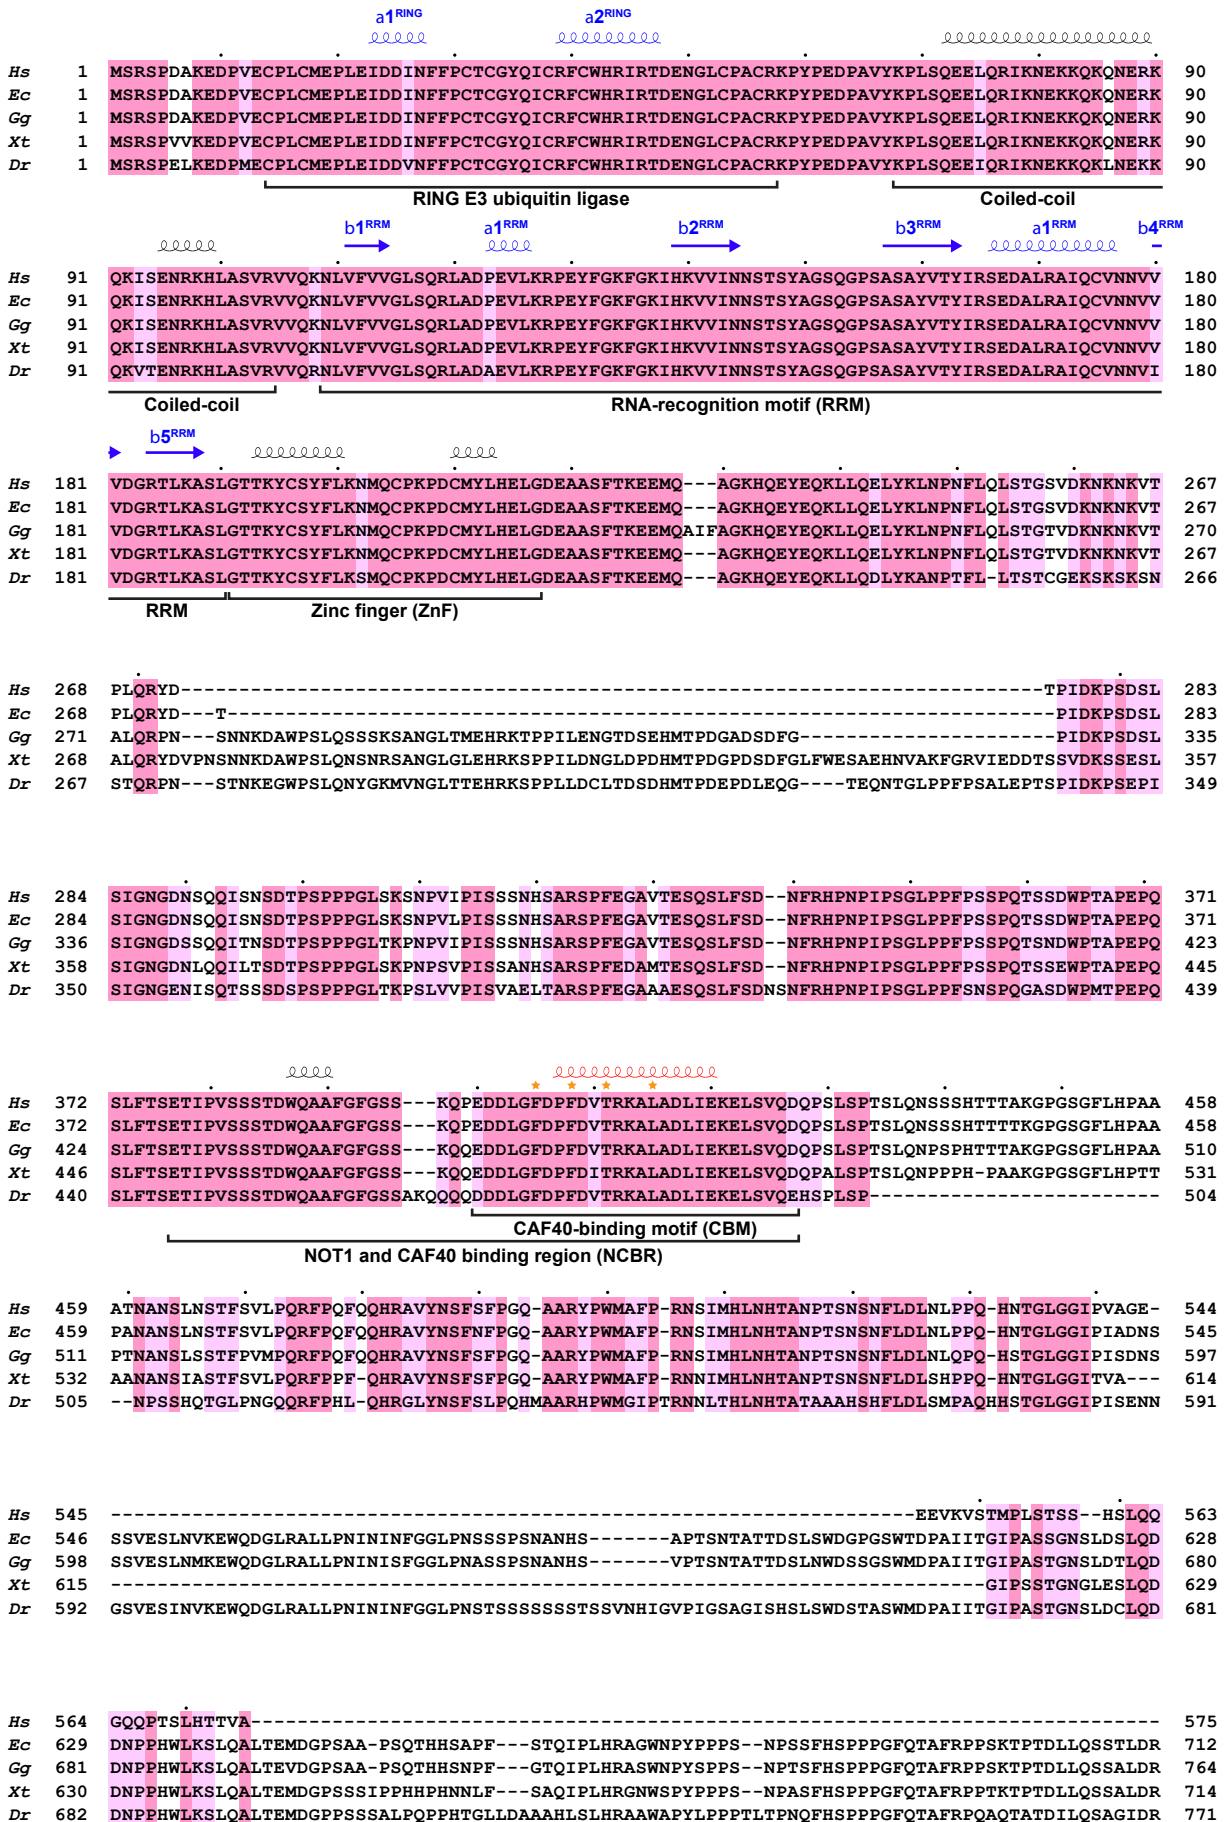 a1RING a2RING
Hs 1 MSRSPDAKEDPVECPLCMEPLEIDDINFFPCTCGYQICRFCWHRIRTDENGLCPACRKPYPEDPAVYKPLSQEELQRIKNEKKQKQNERK 90
Ec 1 MSRSPDAKEDPVECPLCMEPLEIDDINFFPCTCGYQICRFCWHRIRTDENGLCPACRKPYPEDPAVYKPLSQEELQRIKNEKKQKQNERK 90
Gg 1 MSRSPDAKEDPVECPLCMEPLEIDDINFFPCTCGYQICRFCWHRIRTDENGLCPACRKPYPEDPAVYKPLSQEELQRIKNEKKQKQNERK 90
Xt 1 MSRSPVVKEDPVECPLCMEPLEIDDINFFPCTCGYQICRFCWHRIRTDENGLCPACRKPYPEDPAVYKPLSQEELQRIKNEKKQKQNERK 90
Dr 1 MSRSPELKEDPMECPLCMEPLEIDDVNFFPCTCGYQICRFCWHRIRTDENGLCPACRKPYPEDPAVYKPLSQEEIQRIKNEKKQKLNEKK 90
RING E3 ubiquitin ligase Coiled-coil
b1RRM a1RRM b2RRM b3RRM a1RRM b4RRM
Hs 91 QKISENRKHLASVRVVQKNLVFVVGLSQRLADPEVLKRPEYFGKFGKIHKVVINNSTSYAGSQGPSASAYVTYIRSEDALRAIQCVNNVV 180
Ec 91 QKISENRKHLASVRVVQKNLVFVVGLSQRLADPEVLKRPEYFGKFGKIHKVVINNSTSYAGSQGPSASAYVTYIRSEDALRAIQCVNNVV 180
Gg 91 QKISENRKHLASVRVVQKNLVFVVGLSQRLADPEVLKRPEYFGKFGKIHKVVINNSTSYAGSQGPSASAYVTYIRSEDALRAIQCVNNVV 180
Xt 91 QKISENRKHLASVRVVQKNLVFVVGLSQRLADPEVLKRPEYFGKFGKIHKVVINNSTSYAGSQGPSASAYVTYIRSEDALRAIQCVNNVV 180
Dr 91 QKVTENRKHLASVRVVQRNLVFVVGLSQRLADAEVLKRPEYFGKFGKIHKVVINNSTSYAGSQGPSASAYVTYIRSEDALRAIQCVNNVI 180
Coiled-coil RNA-recognition motif (RRM)
b5RRM
Hs 181 VDGRTLKASLGTTKYCSYFLKNMQCPKPDCMYLHELGDEAASFTKEEMQ---AGKHQEYEQKLLQELYKLNPNFLQLSTGSVDKNKNKVT 267
Ec 181 VDGRTLKASLGTTKYCSYFLKNMQCPKPDCMYLHELGDEAASFTKEEMQ---AGKHQEYEQKLLQELYKLNPNFLQLSTGSVDKNKNKVT 267
Gg 181 VDGRTLKASLGTTKYCSYFLKNMQCPKPDCMYLHELGDEAASFTKEEMQAIFAGKHQEYEQKLLQELYKLNPNFLQLSTGTVDKNKNKVT 270
Xt 181 VDGRTLKASLGTTKYCSYFLKNMQCPKPDCMYLHELGDEAASFTKEEMQ---AGKHQEYEQKLLQELYKLNPNFLQLSTGTVDKNKNKVT 267
Dr 181 VDGRTLKASLGTTKYCSYFLKSMQCPKPDCMYLHELGDEAASFTKEEMQ---AGKHQEYEQKLLQDLYKANPTFL-LTSTCGEKSKSKSN 266
RRM Zinc finger (ZnF)
Hs 268 PLQRYD--------------------------------------------------------------------------TPIDKPSDSL 283
Ec 268 PLQRYD---T-----------------------------------------------------------------------PIDKPSDSL 283
Gg 271 ALQRPN---SNNKDAWPSLQSSSKSANGLTMEHRKTPPILENGTDSEHMTPDGADSDFG----------------------PIDKPSDSL 335
Xt 268 ALQRYDVPNSNNKDAWPSLQNSNRSANGLGLEHRKSPPILDNGLDPDHMTPDGPDSDFGLFWESAEHNVAKFGRVIEDDTSSVDKSSESL 357
Dr 267 STQRPN---STNKEGWPSLQNYGKMVNGLTTEHRKSPPLLDCLTDSDHMTPDEPDLEQG----TEQNTGLPPFPSALEPTSPIDKPSEPI 349
Hs 284 SIGNGDNSQQISNSDTPSPPPGLSKSNPVIPISSSNHSARSPFEGAVTESQSLFSD--NFRHPNPIPSGLPPFPSSPQTSSDWPTAPEPQ 371
Ec 284 SIGNGDNSQQISNSDTPSPPPGLSKSNPVLPISSSNHSARSPFEGAVTESQSLFSD--NFRHPNPIPSGLPPFPSSPQTSSDWPTAPEPQ 371
Gg 336 SIGNGDSSQQITNSDTPSPPPGLTKPNPVIPISSSNHSARSPFEGAVTESQSLFSD--NFRHPNPIPSGLPPFPSSPQTSNDWPTAPEPQ 423
Xt 358 SIGNGDNLQQILTSDTPSPPPGLSKPNPSVPISSANHSARSPFEDAMTESQSLFSD--NFRHPNPIPSGLPPFPSSPQTSSEWPTAPEPQ 445
Dr 350 SIGNGENISQTSSSDSPSPPPGLTKPSLVVPISVAELTARSPFEGAAAESQSLFSDNSNFRHPNPIPSGLPPFSNSPQGASDWPMTPEPQ 439
Hs 372 SLFTSETIPVSSSTDWQAAFGFGSS---KQPEDDLGFDPFDVTRKALADLIEKELSVQDQPSLSPTSLQNSSSHTTTAKGPGSGFLHPAA 458
Ec 372 SLFTSETIPVSSSTDWQAAFGFGSS---KQPEDDLGFDPFDVTRKALADLIEKELSVQDQPSLSPTSLQNSSSHTTTAKGPGSGFLHPAA 458
Gg 424 SLFTSETIPVSSSTDWQAAFGFGSS---KQQEDDLGFDPFDVTRKALADLIEKELSVQDQPSLSPTSLQNPSPHTTTAKGPGSGFLHPAA 510
Xt 446 SLFTSETIPVSSSTDWQAAFGFGSS---KQQEDDLGFDPFDITRKALADLIEKELSVQDQPALSPTSLQNPPPH-PAAKGPGSGFLHPTT 531
Dr 440 SLFTSETIPVSSSTDWQAAFGFGSSAKQQQQDDDLGFDPFDVTRKALADLIEKELSVQEHSPLSP------------------------- 504
CAF40-binding motif (CBM)
NOT1 and CAF40 binding region (NCBR)
Hs 459 ATNANSLNSTFSVLPQRFPQFQQHRAVYNSFSFPGQ-AARYPWMAFP-RNSIMHLNHTANPTSNSNFLDLNLPPQ-HNTGLGGIPVAGE- 544
Ec 459 PANANSLNSTFSVLPQRFPQFQQHRAVYNSFNFPGQ-AARYPWMAFP-RNSIMHLNHTANPTSNSNFLDLNLPPQ-HNTGLGGIPIADNS 545
Gg 511 PTNANSLSSTFPVMPQRFPQFQQHRAVYNSFSFPGQ-AARYPWMAFP-RNSIMHLNHTANPTSNSNFLDLNLQPQ-HSTGLGGIPISDNS 597
Xt 532 AANANSIASTFSVLPQRFPPF-QHRAVYNSFSFPGQ-AARYPWMAFP-RNNIMHLNHTANPTSNSNFLDLSHPPQ-HNTGLGGITVA--- 614
Dr 505 --NPSSHQTGLPNGQQRFPHL-QHRGLYNSFSLPQHMAARHPWMGIPTRNNLTHLNHTATAAAHSHFLDLSMPAQHHSTGLGGIPISENN 591
Hs 545 ---------------------------------------------------------------------EEVKVSTMPLSTSS--HSLQQ 563
Ec 546 SSVESLNVKEWQDGLRALLPNININFGGLPNSSSPSNANHS-------APTSNTATTDSLSWDGPGSWTDPAIITGIPASSGNSLDSLQD 628
Gg 598 SSVESLNMKEWQDGLRALLPNINISFGGLPNASSPSNANHS-------VPTSNTATTDSLNWDSSGSWMDPAIITGIPASTGNSLDTLQD 680
Xt 615 ---------------------------------------------------------------------------GIPSSTGNGLESLQD 629
Dr 592 GSVESINVKEWQDGLRALLPNININFGGLPNSTSSSSSSSTSSVNHIGVPIGSAGISHSLSWDSTASWMDPAIITGIPASTGNSLDCLQD 681
Hs 564 GQQPTSLHTTVA------------------------------------------------------------------------------ 575
Ec 629 DNPPHWLKSLQALTEMDGPSAA-PSQTHHSAPF---STQIPLHRAGWNPYPPPS--NPSSFHSPPPGFQTAFRPPSKTPTDLLQSSTLDR 712
Gg 681 DNPPHWLKSLQALTEVDGPSAA-PSQTHHSNPF---GTQIPLHRASWNPYSPPS--NPTSFHSPPPGFQTAFRPPSKTPTDLLQSSALDR 764
Xt 630 DNPPHWLKSLQALTEMDGPSSIPPHHPHNNLF---SAQIPLHRGNWSPYPPPS--NPASFHSPPPGFQTAFRPPTKTPTDLLQSSALDR 714
Dr 682 DNPPHWLKSLQALTEMDGPPSSSALPQPPHTGLLDAAAHLSLHRAAWAPYLPPPTLTPNQFHSPPPGFQTAFRPQAQTATDILQSAGIDR 771